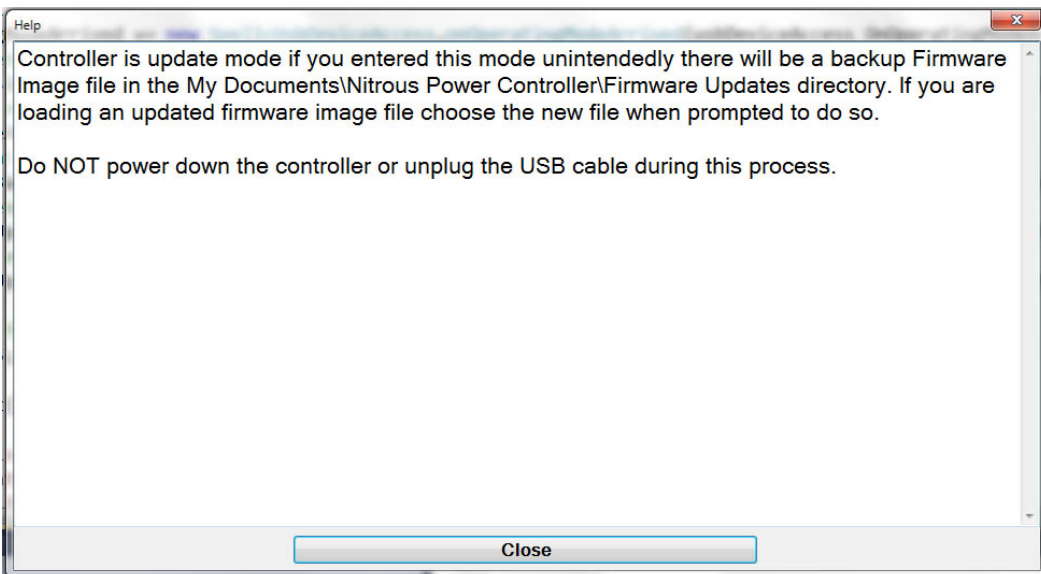 Help
Controller is update mode if you entered this mode unintendedly there will be a backup Firmware
Image file in the My Documents\Nitrous Power Controller\Firmware Updates directory. If you are
loading an updated firmware image file choose the new file when prompted to do so.
Do NOT power down the controller or unplug the USB cable during this process.
Close